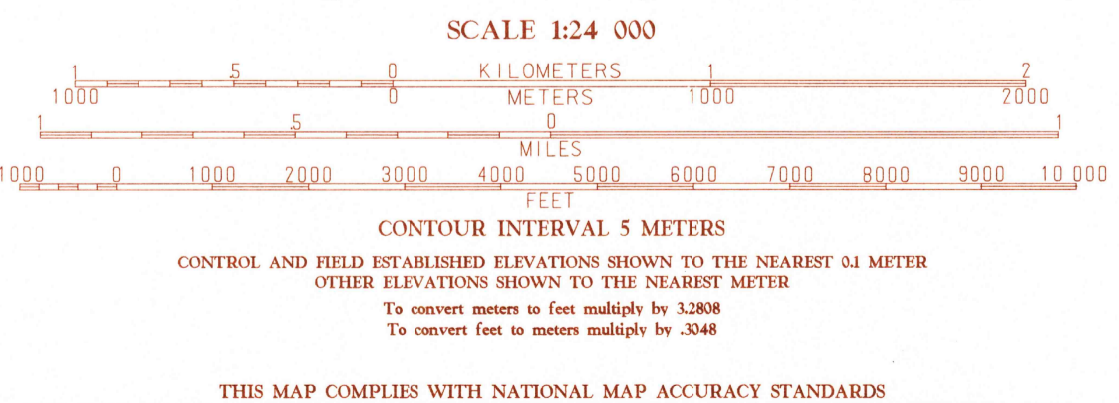 SCALE 1:24 000
1 .5 0 KILOMETERS 1 2
1000 0 METERS 1000 2000
1 .5 0 1
MILES
1000 0 1000 2000 3000 4000 5000 6000 7000 8000 9000 10 000
FEET
CONTOUR INTERVAL 5 METERS
CONTROL AND FIELD ESTABLISHED ELEVATIONS SHOWN TO THE NEAREST 0.1 METER
OTHER ELEVATIONS SHOWN TO THE NEAREST METER
To convert meters to feet multiply by 3.2808
To convert feet to meters multiply by .3048
THIS MAP COMPLIES WITH NATIONAL MAP ACCURACY STANDARDS